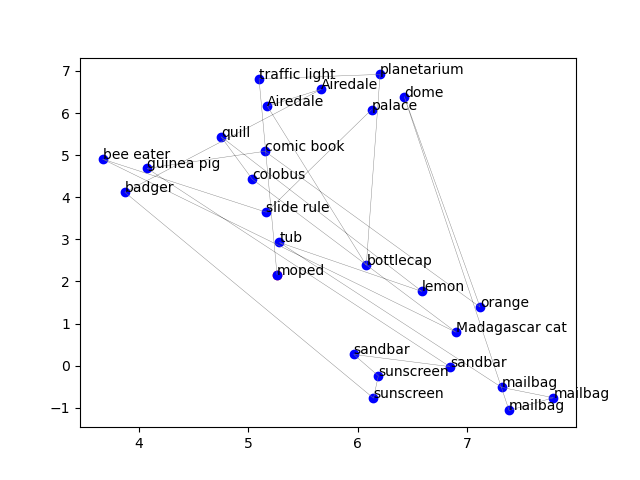 traffic light
planetarium
Airedale
dome
Airedale
palace
quill
comic book
bee eater
guinea pig
colobus
badger
slide rule
tub
bottlecap
moped
lemon
orange
Madagascar cat
sandbar
sandbar
sunscreen
mailbag
sunscreen
mailbag
mailbag
7
6
5
4
3
2
1
0
−1
4 5 6 7